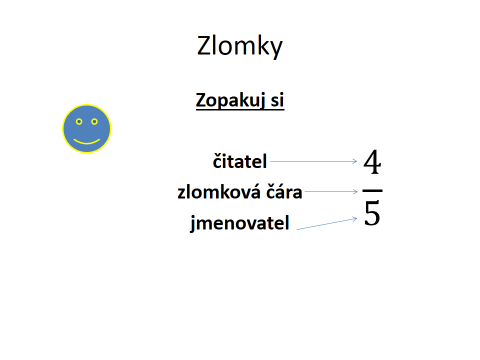 Zlomky
Zopakuj si
čitatel
zlomková čára
jmenovatel
4
5